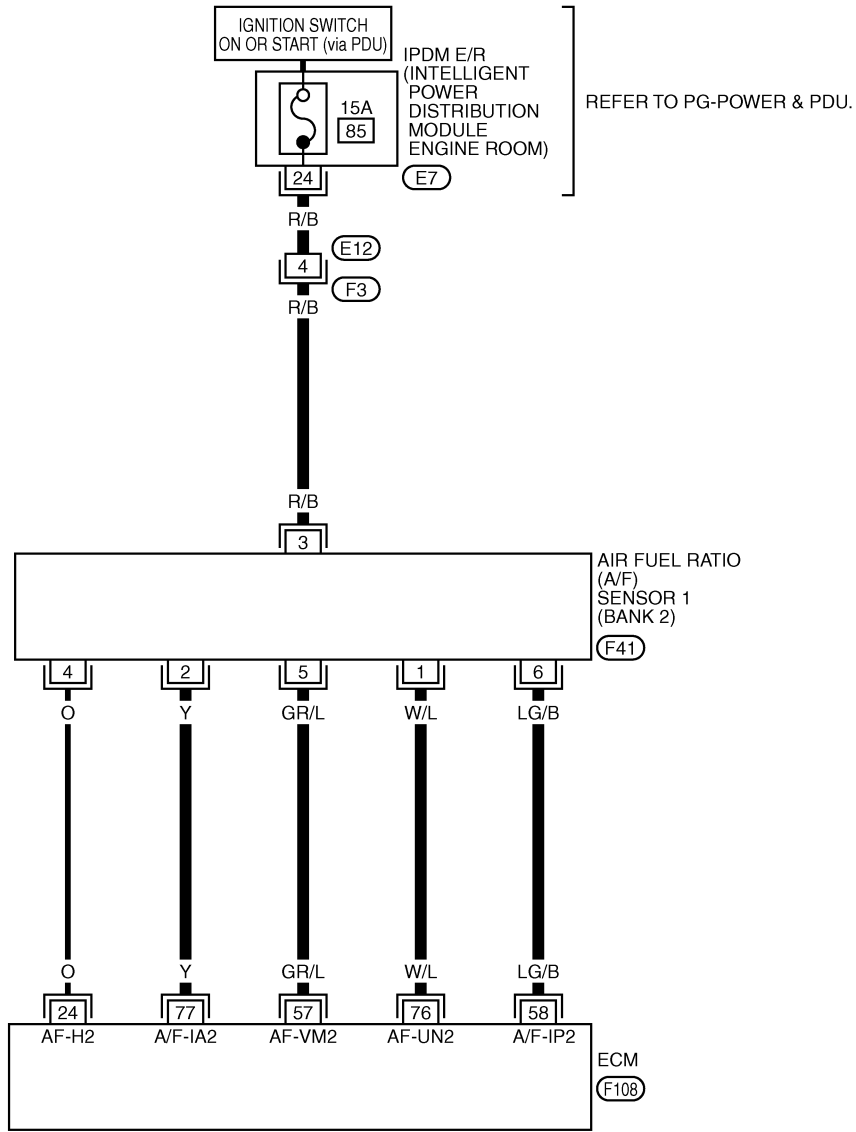 IGNITION SWITCH
ON OR START (via PDU)
IPDM E/R
(INTELLIGENT
POWER
DISTRIBUTION
MODULE
ENGINE ROOM)
REFER TO PG-POWER & PDU.
15A
85
24
E7
R/B
E12
4
F3
R/B
R/B
3
AIR FUEL RATIO
(A/F)
SENSOR 1
(BANK 2)
F41
4 2 5 1 6
O Y GR/L W/L LG/B
O Y GR/L W/L LG/B
24 77 57 76 58
AF-H2 A/F-IA2 AF-VM2 AF-UN2 A/F-IP2
ECM
F108